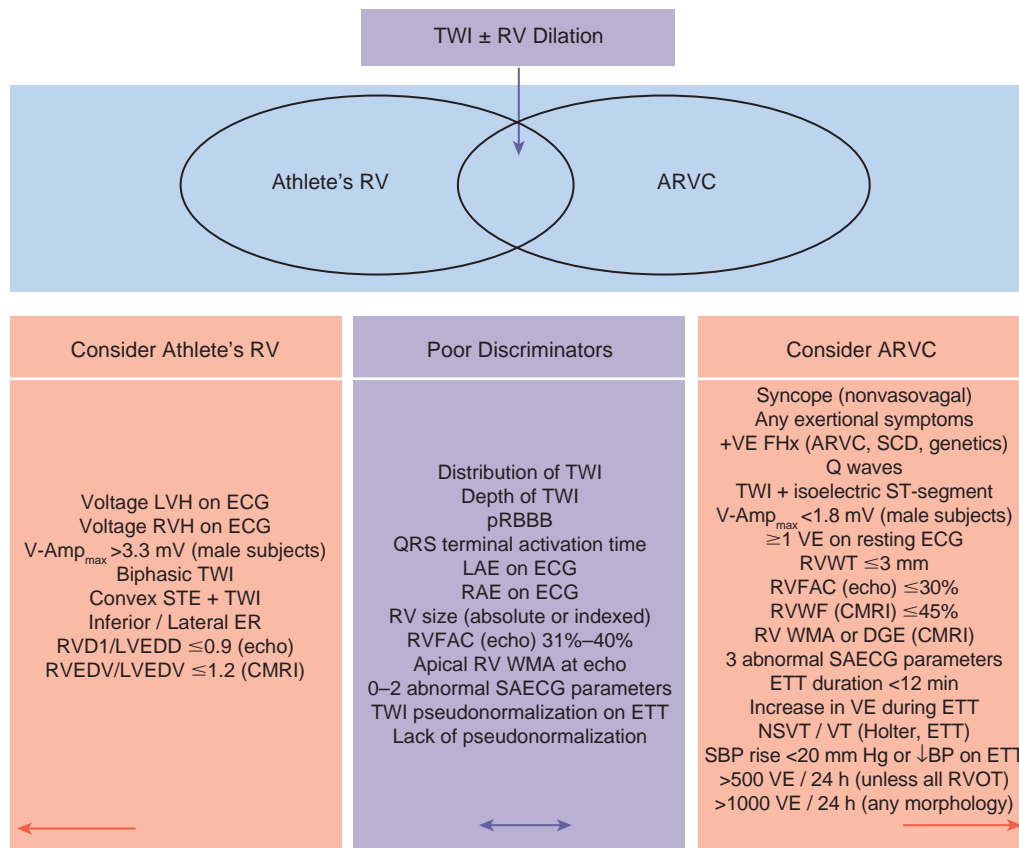 TWI ± RV Dilation
Athlete's RV
ARVC
Consider Athlete's RV
Voltage LVH on ECG
Voltage RVH on ECG
V-Ampmax >3.3 mV (male subjects)
Biphasic TWI
Convex STE + TWI
Inferior / Lateral ER
RVD1/LVEDD ≤0.9 (echo)
RVEDV/LVEDV ≤1.2 (CMRI)
Poor Discriminators
Distribution of TWI
Depth of TWI
pRBBB
QRS terminal activation time
LAE on ECG
RAE on ECG
RV size (absolute or indexed)
RVFAC (echo) 31%–40%
Apical RV WMA at echo
0–2 abnormal SAECG parameters
TWI pseudonormalization on ETT
Lack of pseudonormalization
Consider ARVC
Syncope (nonvasovagal)
Any exertional symptoms
+VE FHx (ARVC, SCD, genetics)
Q waves
TWI + isoelectric ST-segment
V-Ampmax <1.8 mV (male subjects)
≥1 VE on resting ECG
RVWT ≤3 mm
RVFAC (echo) ≤30%
RVWF (CMRI) ≤45%
RV WMA or DGE (CMRI)
3 abnormal SAECG parameters
ETT duration <12 min
Increase in VE during ETT
NSVT / VT (Holter, ETT)
SBP rise <20 mm Hg or ↓BP on ETT
>500 VE / 24 h (unless all RVOT)
>1000 VE / 24 h (any morphology)